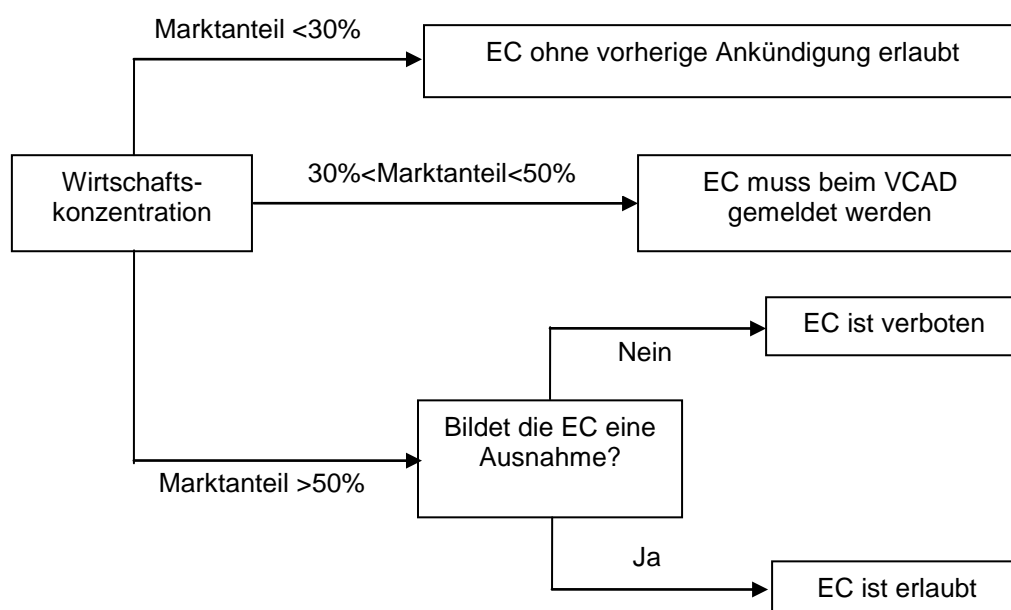 Marktanteil <30%
EC ohne vorherige Ankündigung erlaubt
Wirtschafts-
konzentration
30%<Marktanteil<50%
EC muss beim VCAD
gemeldet werden
EC ist verboten
Nein
Bildet die EC eine
Ausnahme?
Marktanteil >50%
Ja
EC ist erlaubt